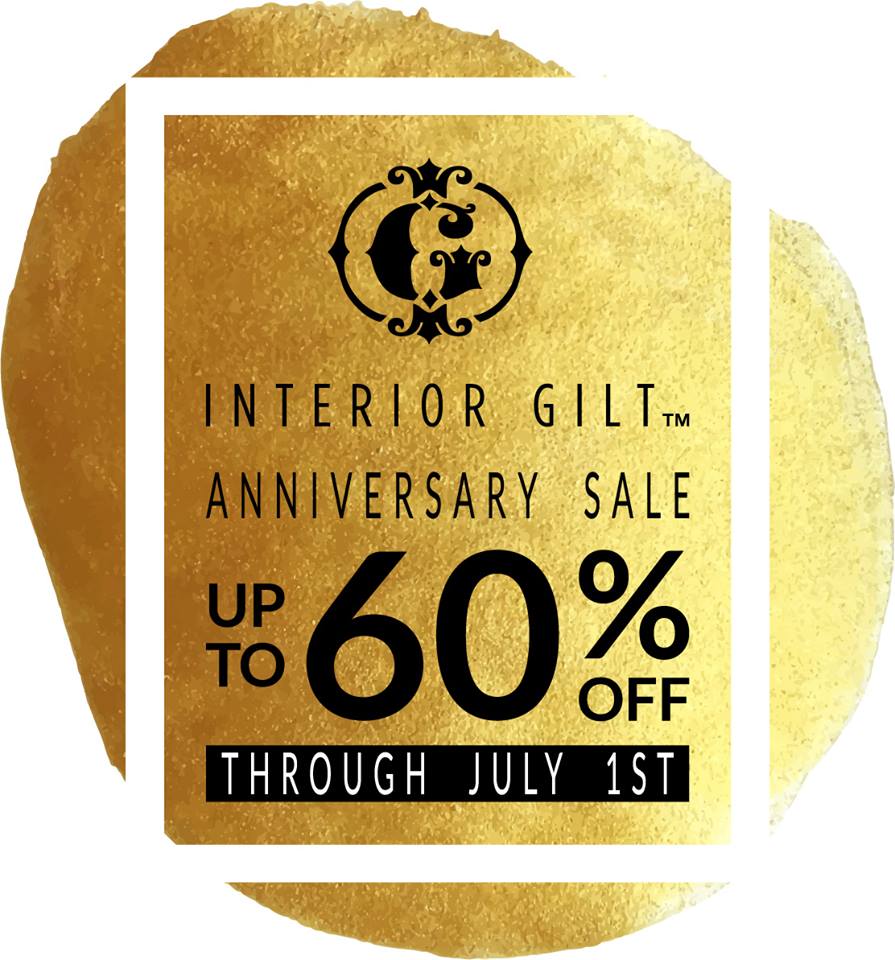 G
INTERIOR GILT™
ANNIVERSARY SALE
UP TO 60% OFF
THROUGH JULY 1ST